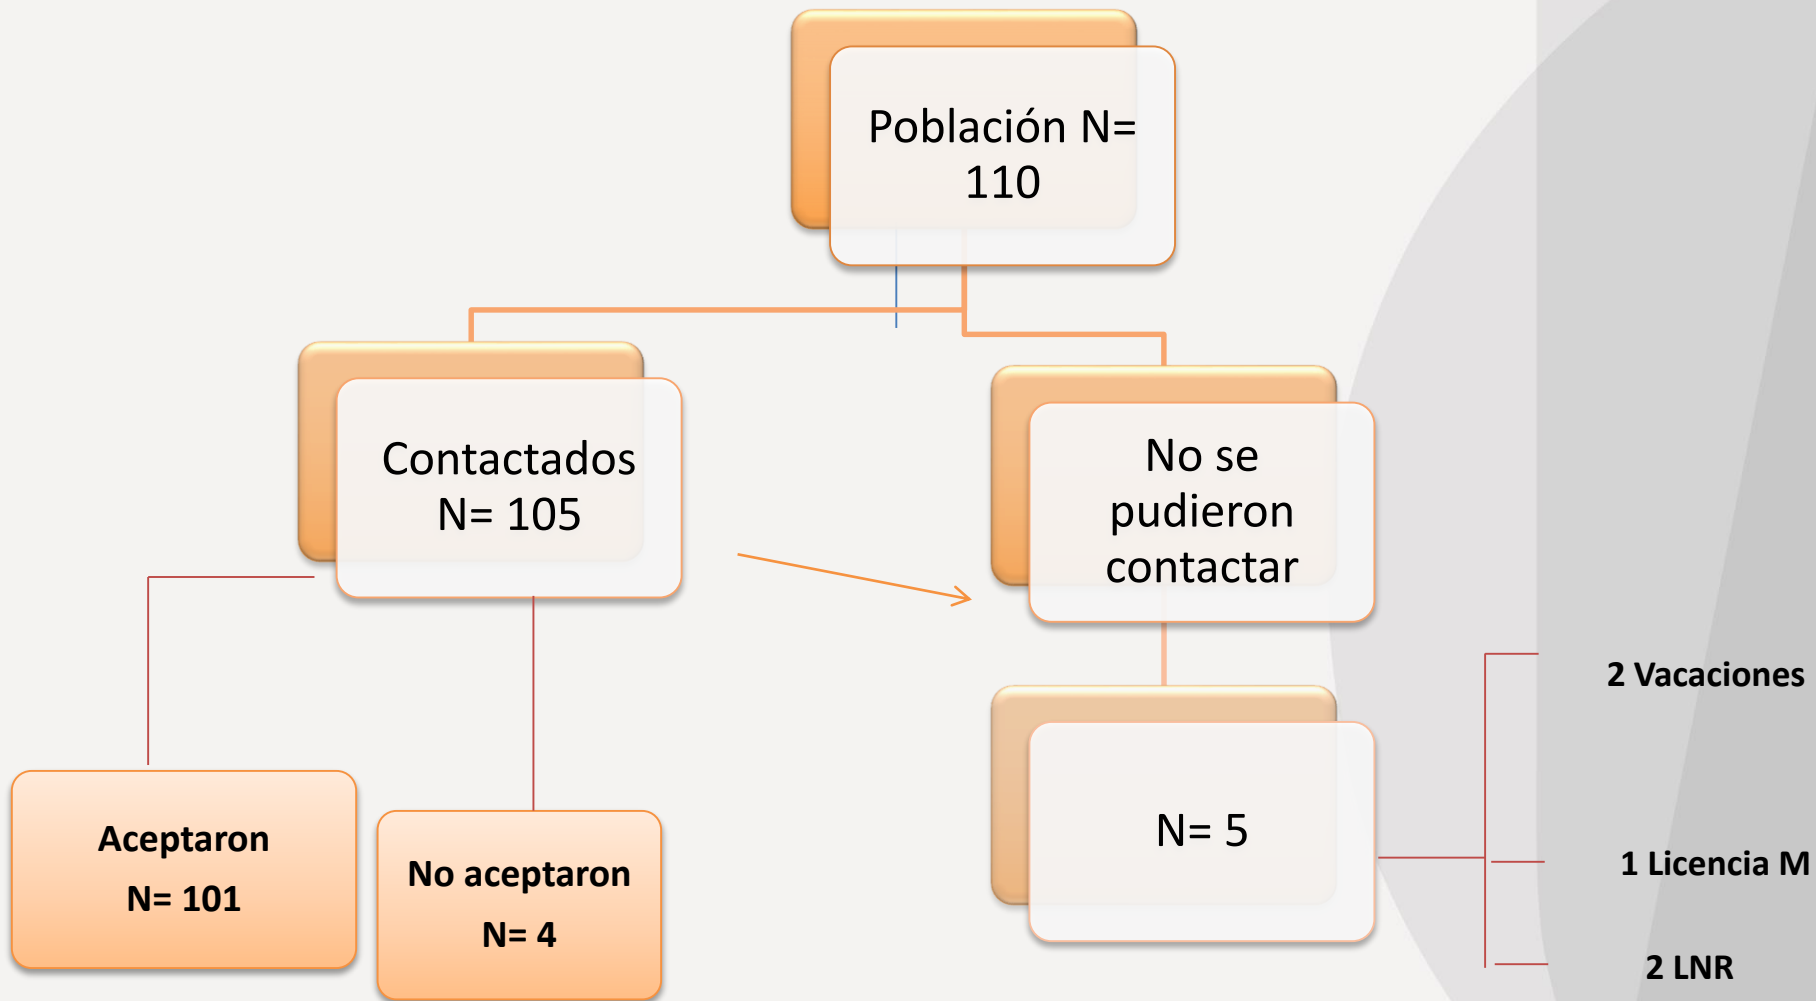 Población N=
110
Contactados
N= 105
No se
pudieron
contactar
Aceptaron
N= 101
No aceptaron
N= 4
N= 5
2 Vacaciones
1 Licencia M
2 LNR